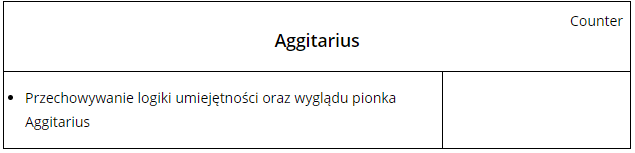 Counter
Aggitarius
• Przechowywanie logiki umiejętności oraz wyglądu pionka
Aggitarius